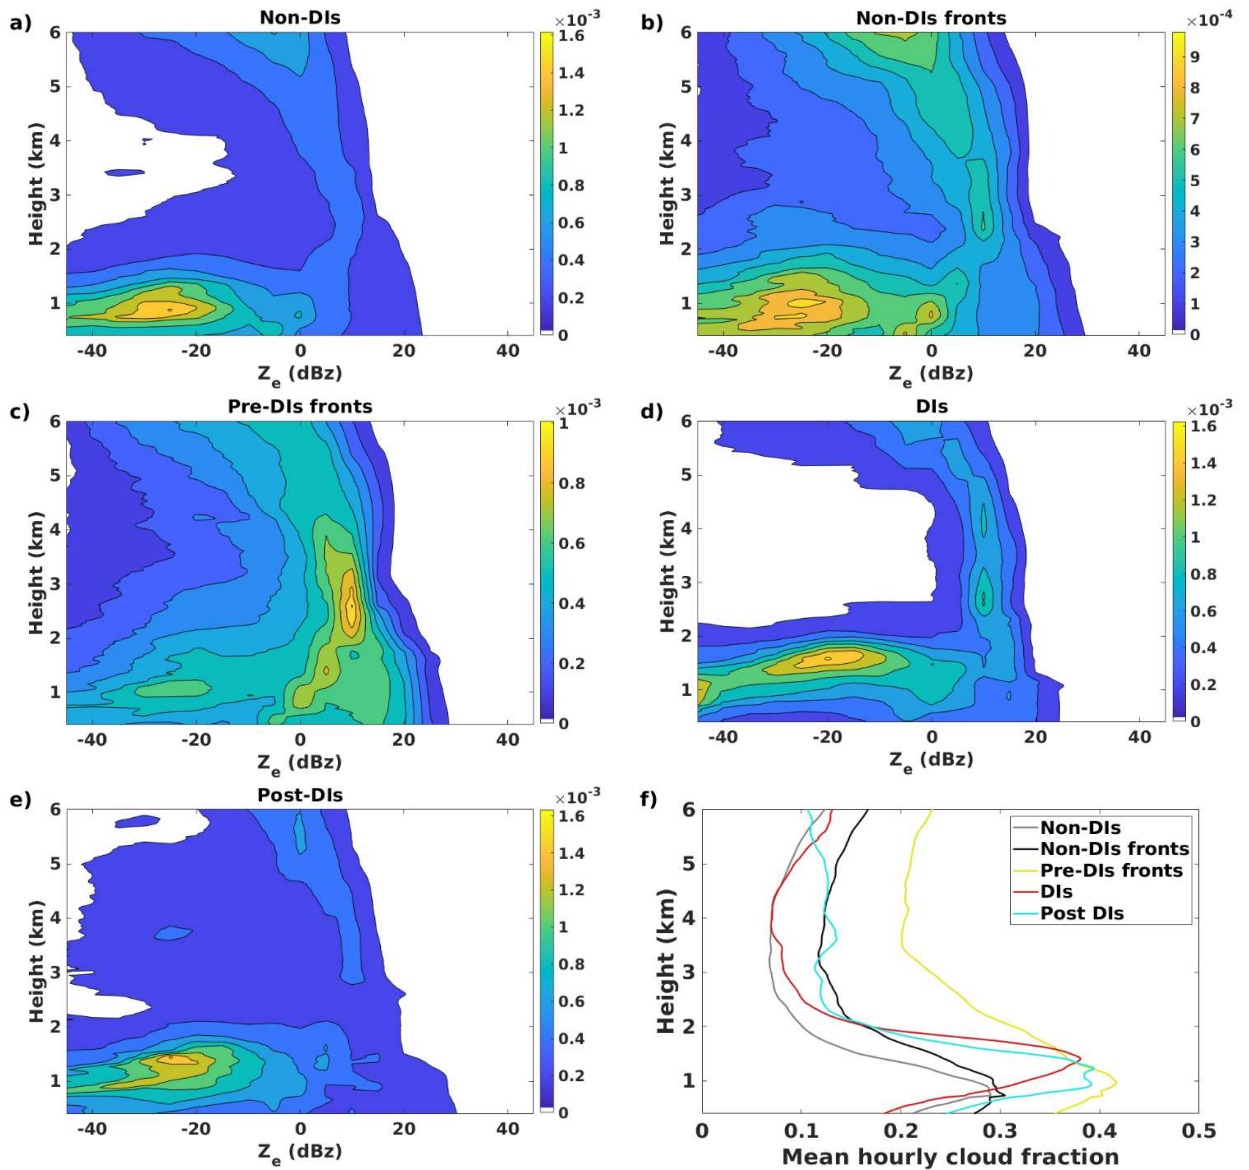 a) Non-DIs ×10-3
6 5 4 3 2 1
Height (km)
-40 -20 0 20 40
Ze (dBz)
1.6 1.4 1.2 1 0.8 0.6 0.4 0.2 0
b) Non-DIs fronts ×10-4
6 5 4 3 2 1
Height (km)
-40 -20 0 20 40
Ze (dBz)
9 8 7 6 5 4 3 2 1 0
c) Pre-DIs fronts ×10-3
6 5 4 3 2 1
Height (km)
-40 -20 0 20 40
Ze (dBz)
1 0.8 0.6 0.4 0.2 0
d) DIs ×10-3
6 5 4 3 2 1
Height (km)
-40 -20 0 20 40
Ze (dBz)
1.6 1.4 1.2 1 0.8 0.6 0.4 0.2 0
e) Post-DIs ×10-3
6 5 4 3 2 1
Height (km)
-40 -20 0 20 40
Ze (dBz)
1.6 1.4 1.2 1 0.8 0.6 0.4 0.2 0
f)
6 5 4 3 2 1
Height (km)
Non-DIs
Non-DIs fronts
Pre-DIs fronts
DIs
Post DIs
0 0.1 0.2 0.3 0.4 0.5
Mean hourly cloud fraction